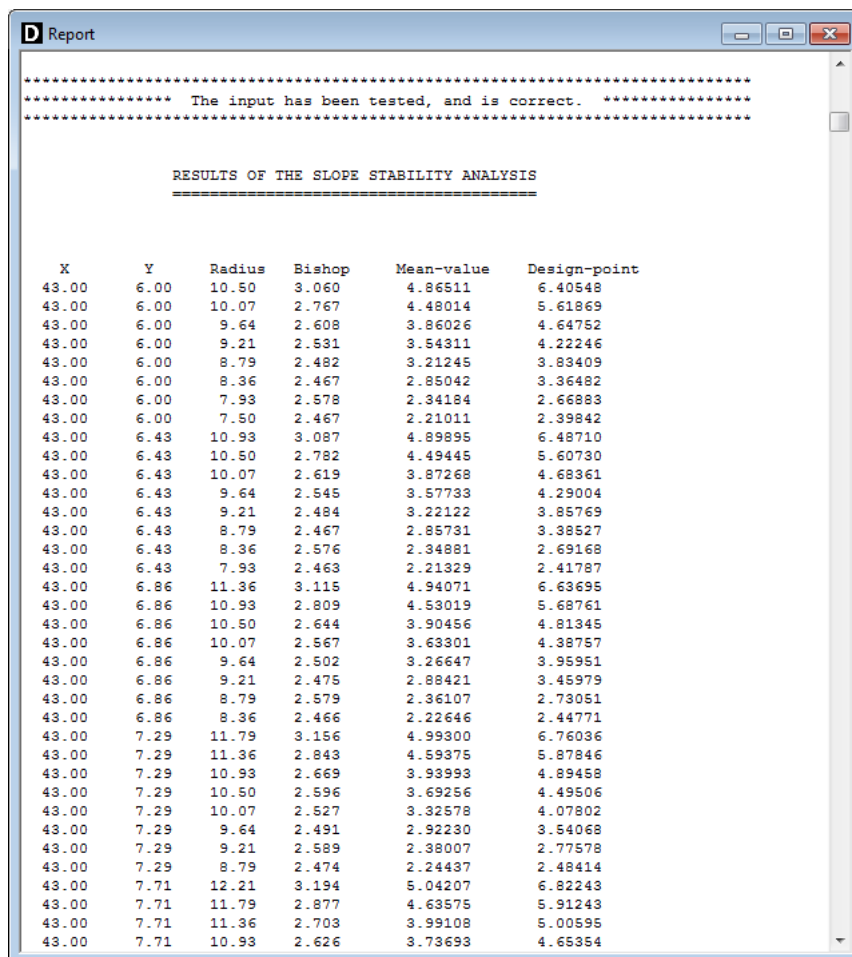 D Report
******************************************************************************
**************** The input has been tested, and is correct. ****************
******************************************************************************
RESULTS OF THE SLOPE STABILITY ANALYSIS
=======================================
X Y Radius Bishop Mean-value Design-point
43.00 6.00 10.50 3.060 4.86511 6.40548
43.00 6.00 10.07 2.767 4.48014 5.61869
43.00 6.00 9.64 2.608 3.86026 4.64752
43.00 6.00 9.21 2.531 3.54311 4.22246
43.00 6.00 8.79 2.482 3.21245 3.83409
43.00 6.00 8.36 2.467 2.85042 3.36482
43.00 6.00 7.93 2.578 2.34184 2.66883
43.00 6.00 7.50 2.467 2.21011 2.39842
43.00 6.43 10.93 3.087 4.89895 6.48710
43.00 6.43 10.50 2.782 4.49445 5.60730
43.00 6.43 10.07 2.619 3.87268 4.68361
43.00 6.43 9.64 2.545 3.57733 4.29004
43.00 6.43 9.21 2.484 3.22122 3.85769
43.00 6.43 8.79 2.467 2.85731 3.38527
43.00 6.43 8.36 2.576 2.34881 2.69168
43.00 6.43 7.93 2.463 2.21329 2.41787
43.00 6.86 11.36 3.115 4.94071 6.63695
43.00 6.86 10.93 2.809 4.53019 5.68761
43.00 6.86 10.50 2.644 3.90456 4.81345
43.00 6.86 10.07 2.567 3.63301 4.38757
43.00 6.86 9.64 2.502 3.26647 3.95951
43.00 6.86 9.21 2.475 2.88421 3.45979
43.00 6.86 8.79 2.579 2.36107 2.73051
43.00 6.86 8.36 2.466 2.22646 2.44771
43.00 7.29 11.79 3.156 4.99300 6.76036
43.00 7.29 11.36 2.843 4.59375 5.87846
43.00 7.29 10.93 2.669 3.93993 4.89458
43.00 7.29 10.50 2.596 3.69256 4.49506
43.00 7.29 10.07 2.527 3.32578 4.07802
43.00 7.29 9.64 2.491 2.92230 3.54068
43.00 7.29 9.21 2.589 2.38007 2.77578
43.00 7.29 8.79 2.474 2.24437 2.48414
43.00 7.71 12.21 3.194 5.04207 6.82243
43.00 7.71 11.79 2.877 4.63575 5.91243
43.00 7.71 11.36 2.703 3.99108 5.00595
43.00 7.71 10.93 2.626 3.73693 4.65354